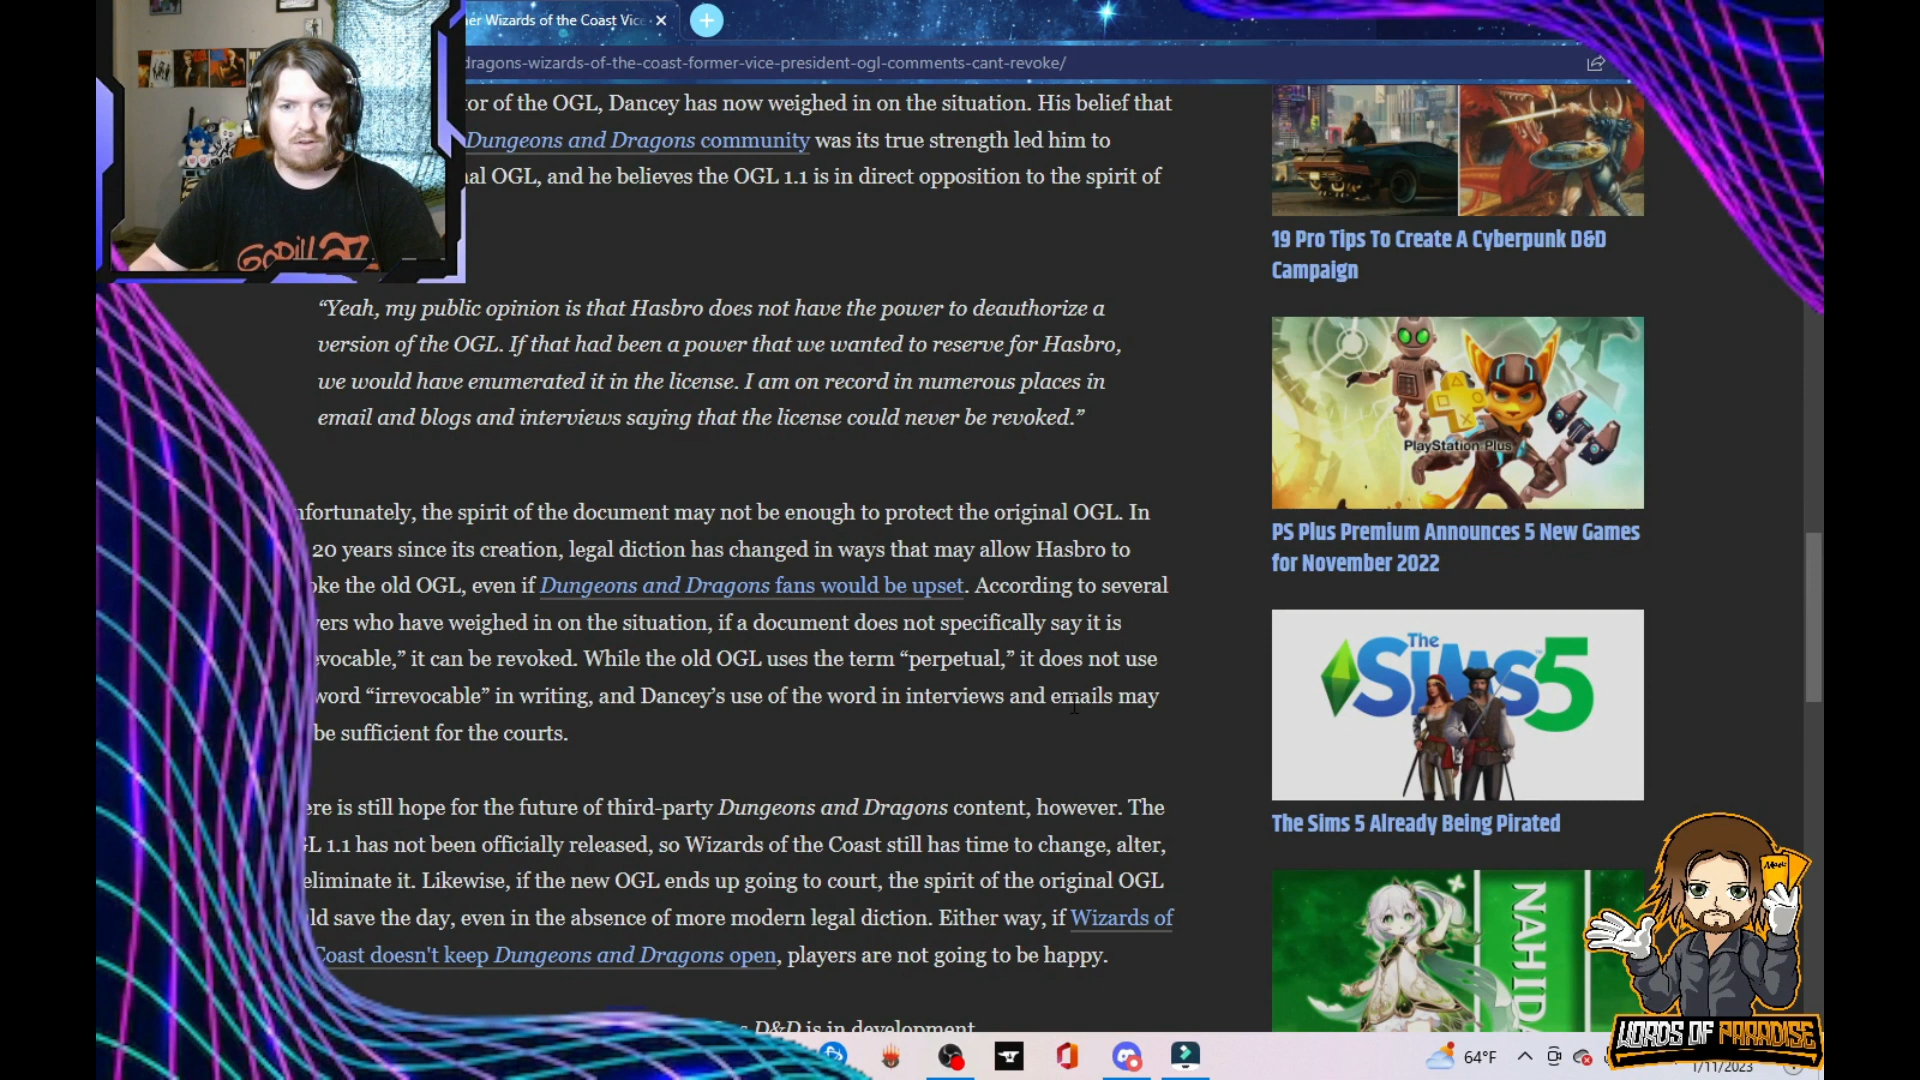 er Wizards of the Coast Vice
dragons-wizards-of-the-coast-former-vice-president-ogl-comments-cant-revoke/
tor of the OGL, Dancey has now weighed in on the situation. His belief that
Dungeons and Dragons community was its true strength led him to
al OGL, and he believes the OGL 1.1 is in direct opposition to the spirit of
GORILLAZ
“Yeah, my public opinion is that Hasbro does not have the power to deauthorize a
version of the OGL. If that had been a power that we wanted to reserve for Hasbro,
we would have enumerated it in the license. I am on record in numerous places in
email and blogs and interviews saying that the license could never be revoked.”
nfortunately, the spirit of the document may not be enough to protect the original OGL. In
20 years since its creation, legal diction has changed in ways that may allow Hasbro to
oke the old OGL, even if Dungeons and Dragons fans would be upset. According to several
yers who have weighed in on the situation, if a document does not specifically say it is
evocable,” it can be revoked. While the old OGL uses the term “perpetual,” it does not use
word “irrevocable” in writing, and Dancey’s use of the word in interviews and emails may
be sufficient for the courts.
ere is still hope for the future of third-party Dungeons and Dragons content, however. The
GL 1.1 has not been officially released, so Wizards of the Coast still has time to change, alter,
eliminate it. Likewise, if the new OGL ends up going to court, the spirit of the original OGL
ld save the day, even in the absence of more modern legal diction. Either way, if Wizards of
Coast doesn't keep Dungeons and Dragons open, players are not going to be happy.
D&D is in development
19 Pro Tips To Create A Cyberpunk D&D
Campaign
PlayStation Plus
PS Plus Premium Announces 5 New Games
for November 2022
The
SIMS 5
The Sims 5 Already Being Pirated
NAHIDA
WORDS OF PARADISE
64°F
1/11/2023